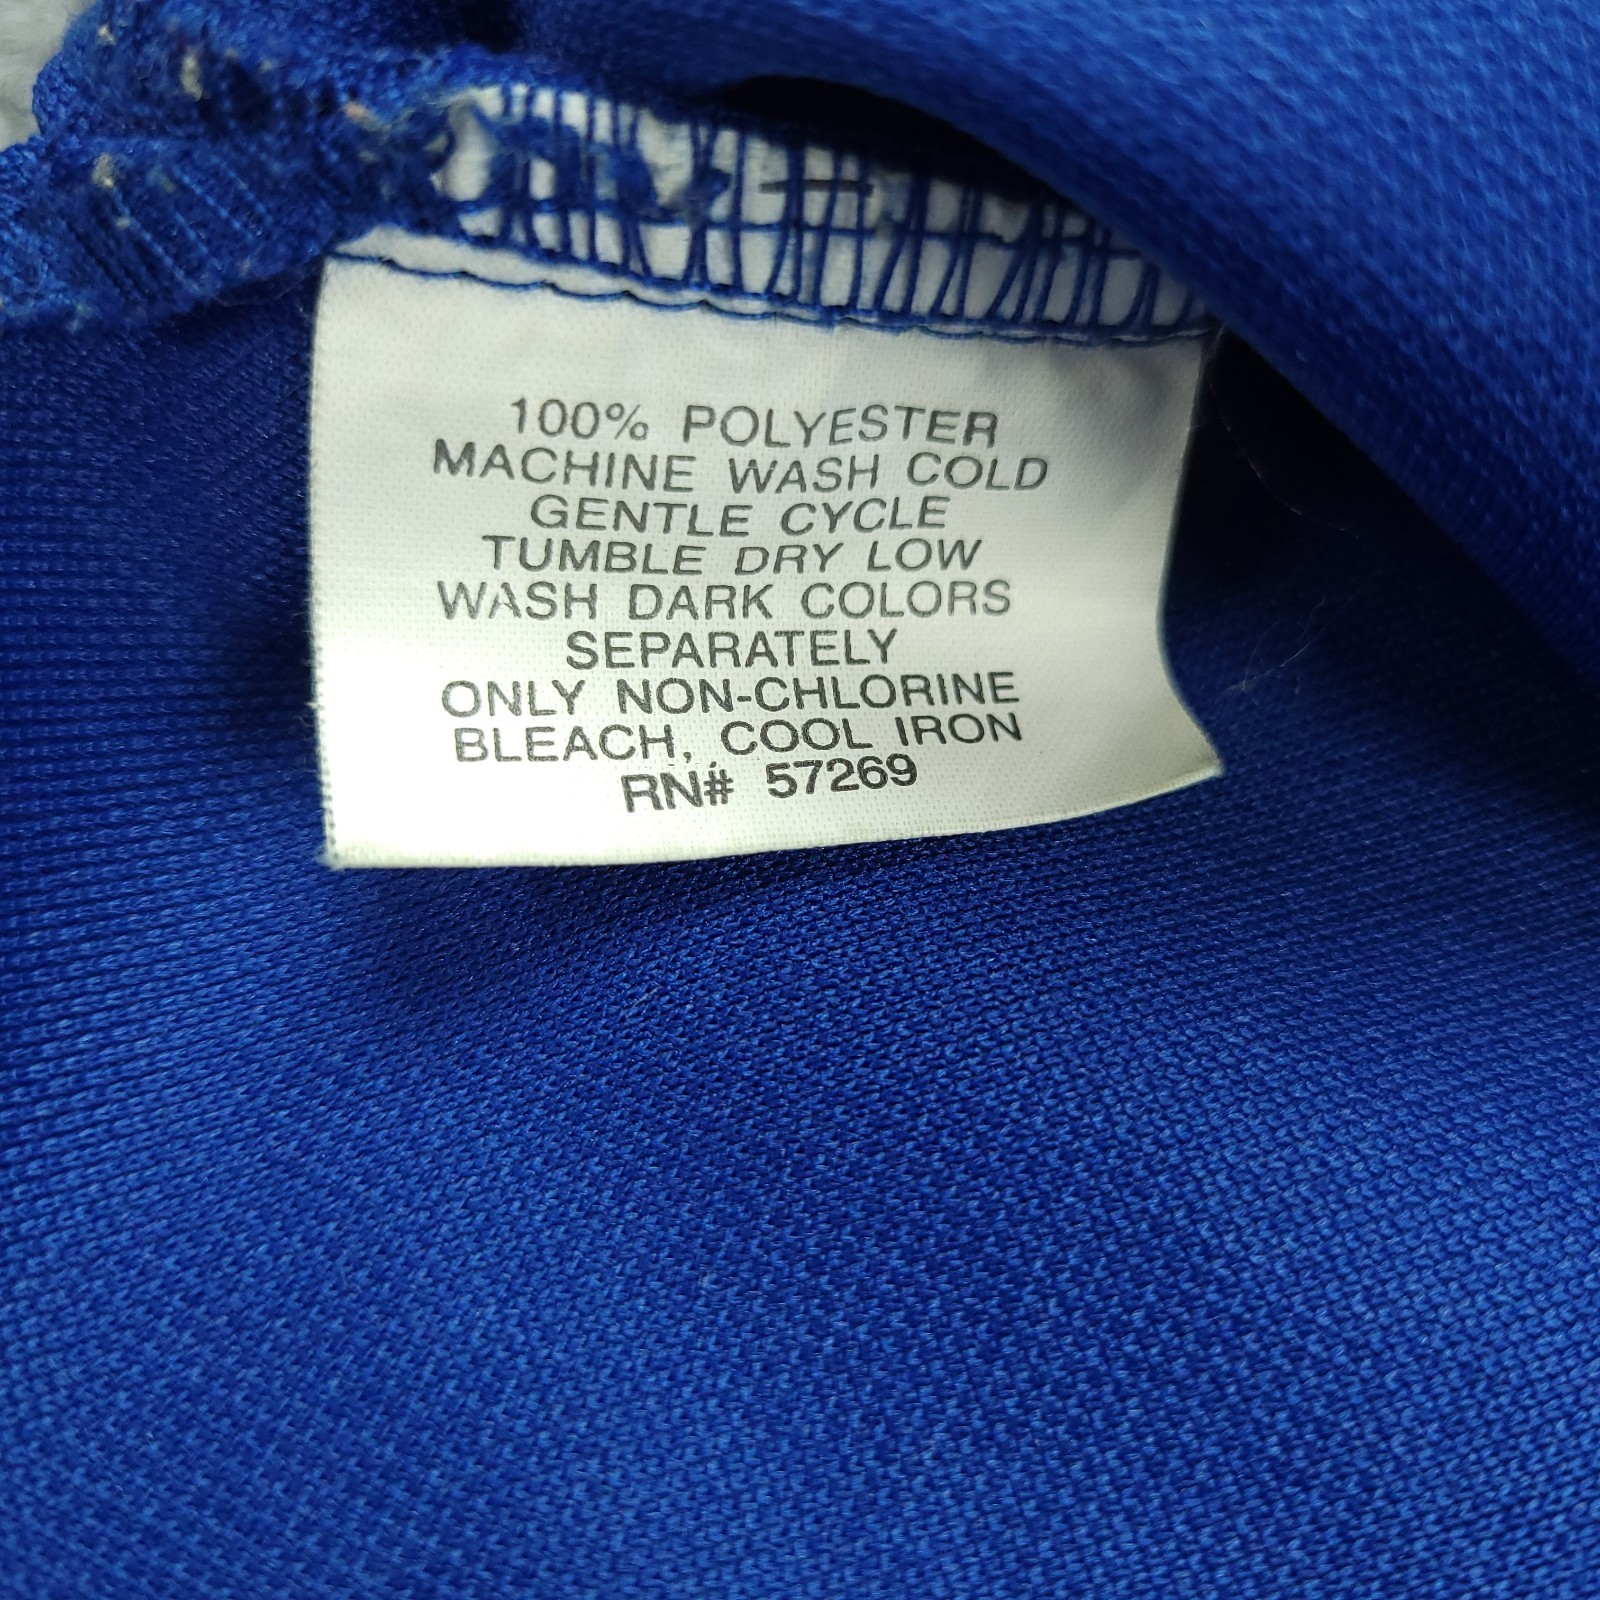 100% POLYESTER
MACHINE WASH COLD
GENTLE CYCLE
TUMBLE DRY LOW
WASH DARK COLORS
SEPARATELY
ONLY NON-CHLORINE
BLEACH, COOL IRON
RN# 57269